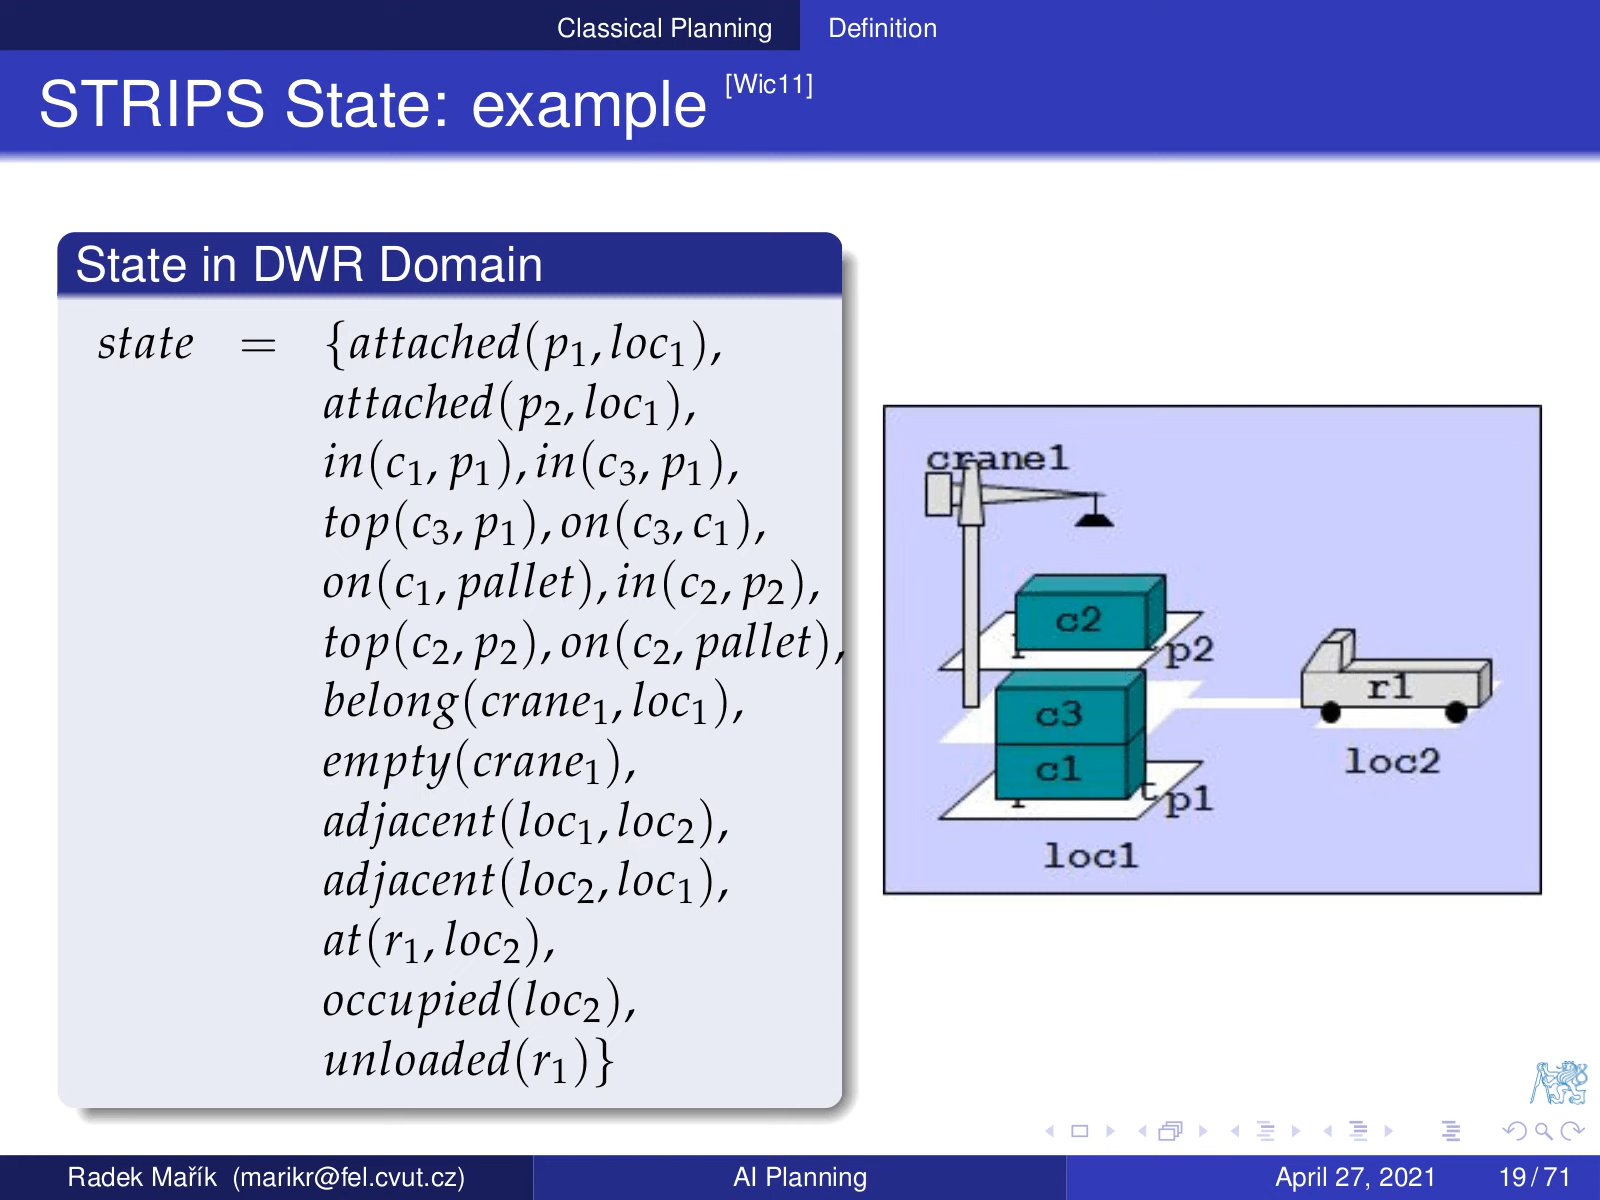 Classical Planning Definition
STRIPS State: example [Wic11]
State in DWR Domain
state = {attached(p₁, loc₁),
attached(p₂, loc₁),
in(c₁, p₁), in(c₃, p₁),
top(c₃, p₁), on(c₃, c₁),
on(c₁, pallet), in(c₂, p₂),
top(c₂, p₂), on(c₂, pallet),
belong(crane₁, loc₁),
empty(crane₁),
adjacent(loc₁, loc₂),
adjacent(loc₂, loc₁),
at(r₁, loc₂),
occupied(loc₂),
unloaded(r₁)}
crane1
c2
p2
c3
r1
c1
loc2
p1
loc1
Radek Mařík (marikr@fel.cvut.cz) AI Planning April 27, 2021 19 / 71